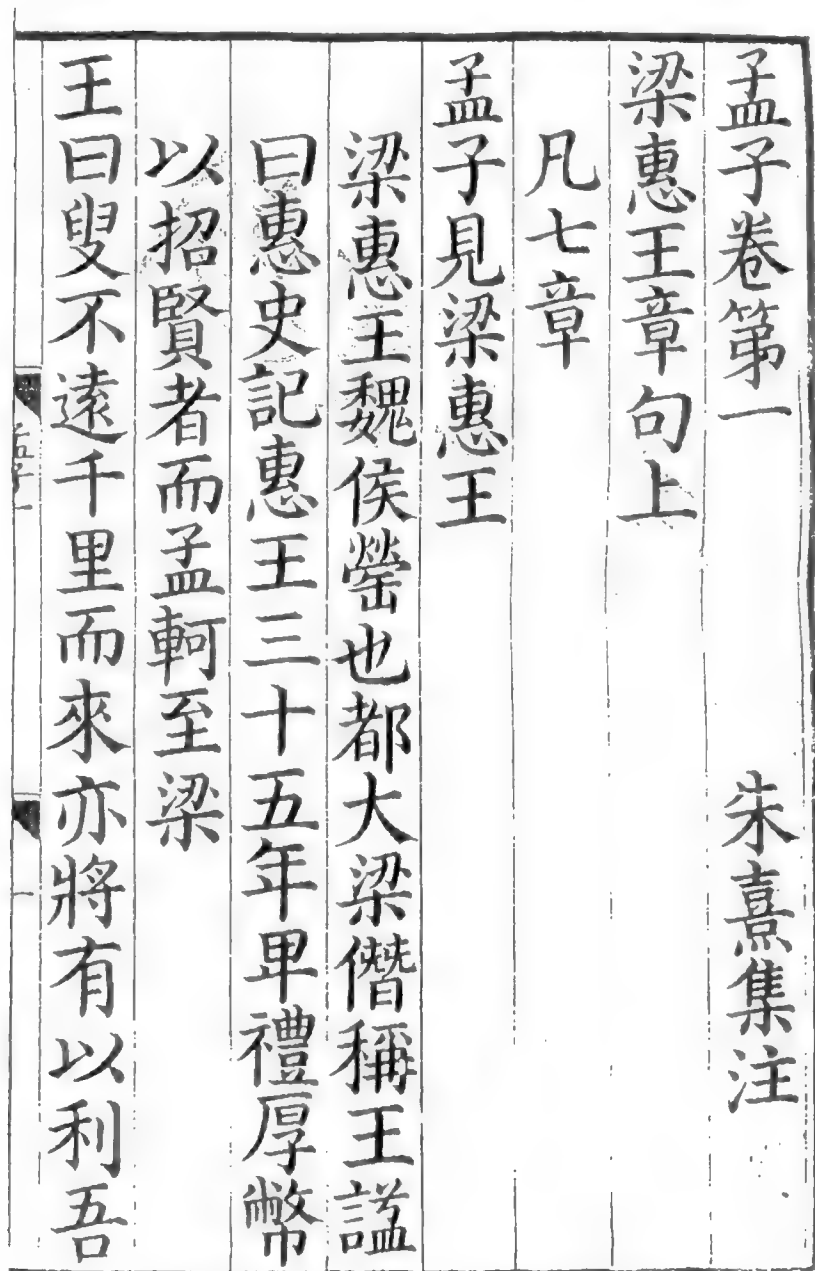 孟子卷第一　朱熹集注
梁惠王章句上
凡七章
孟子見梁惠王
梁惠王魏侯罃也都大梁僭稱王謚
曰惠史記惠王三十五年卑禮厚幣
以招賢者而孟軻至梁
王曰叟不遠千里而來亦將有以利吾